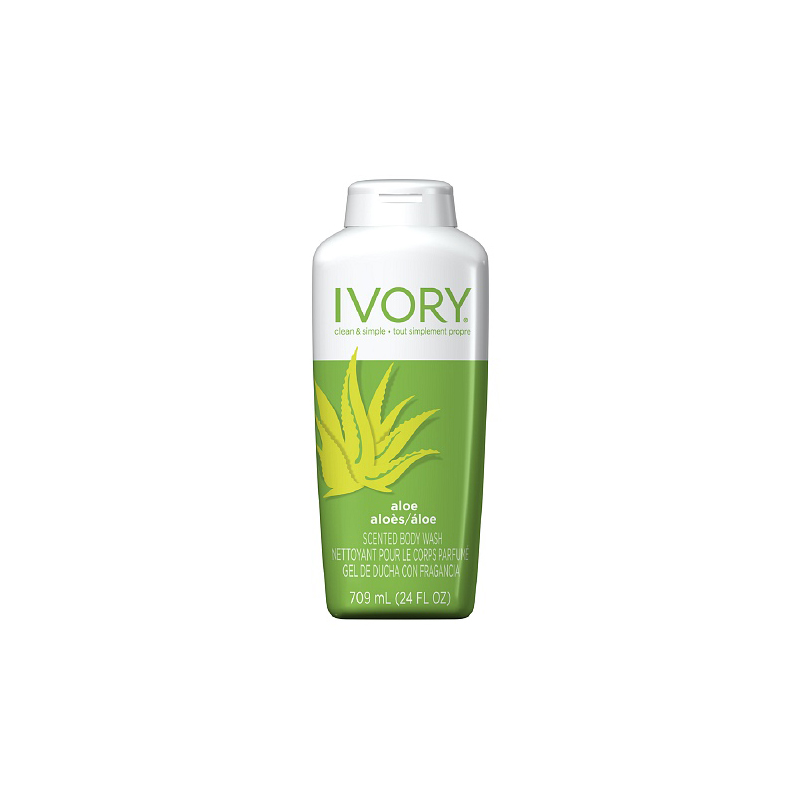 IVORY®
clean & simple • tout simplement propre
aloe
aloès/áloe
SCENTED BODY WASH
NETTOYANT POUR LE CORPS PARFUMÉ
GEL DE DUCHA CON FRAGANCIA
709 mL (24 FL OZ)